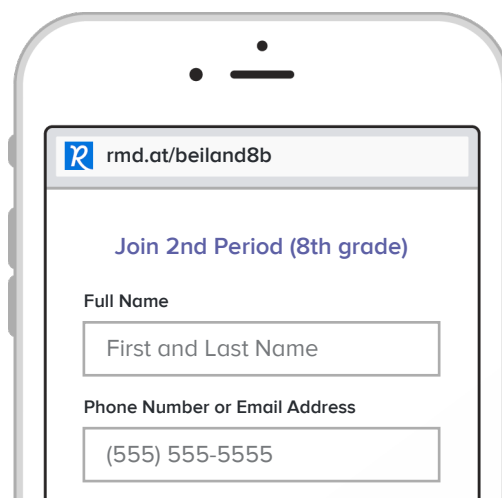 rmd.at/beiland8b
Join 2nd Period (8th grade)
Full Name
First and Last Name
Phone Number or Email Address
(555) 555-5555